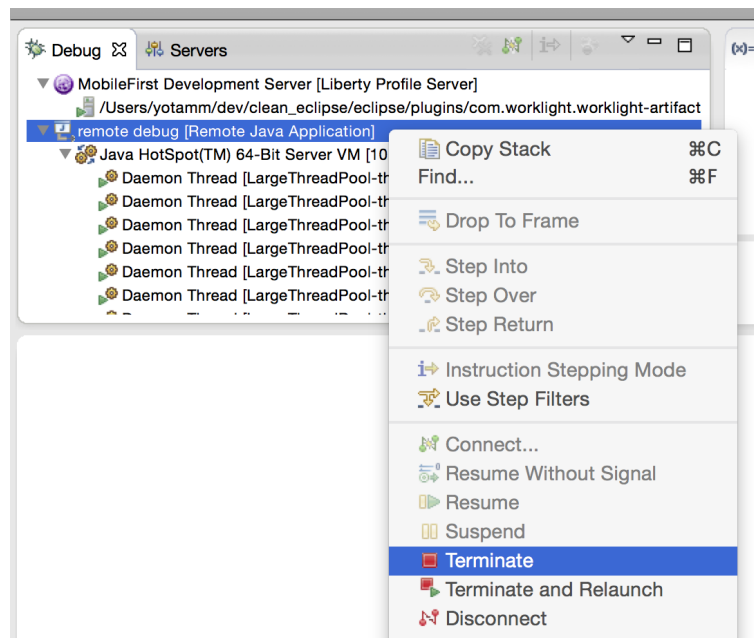 Debug
Servers
(x)=
MobileFirst Development Server [Liberty Profile Server]
/Users/yotamm/dev/clean_eclipse/eclipse/plugins/com.worklight.worklight-artifact
remote debug [Remote Java Application]
Java HotSpot(TM) 64-Bit Server VM [10
Daemon Thread [LargeThreadPool-th
Daemon Thread [LargeThreadPool-th
Daemon Thread [LargeThreadPool-th
Daemon Thread [LargeThreadPool-th
Daemon Thread [LargeThreadPool-th
Daemon Thread [LargeThreadPool-th
Copy Stack ⌘C
Find... ⌘F
Drop To Frame
Step Into
Step Over
Step Return
Instruction Stepping Mode
Use Step Filters
Connect...
Resume Without Signal
Resume
Suspend
Terminate
Terminate and Relaunch
Disconnect